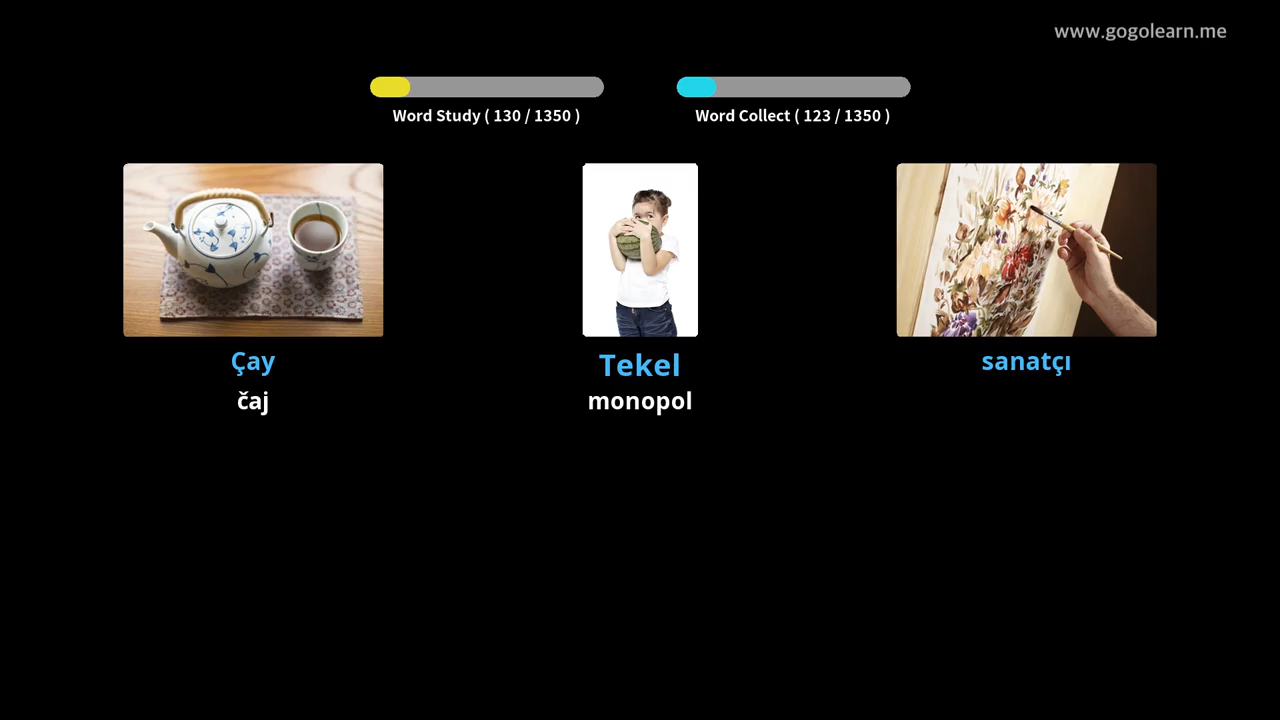 www.gogolearn.me
Word Study ( 130 / 1350 )
Word Collect ( 123 / 1350 )
Çay
čaj
Tekel
monopol
sanatçı